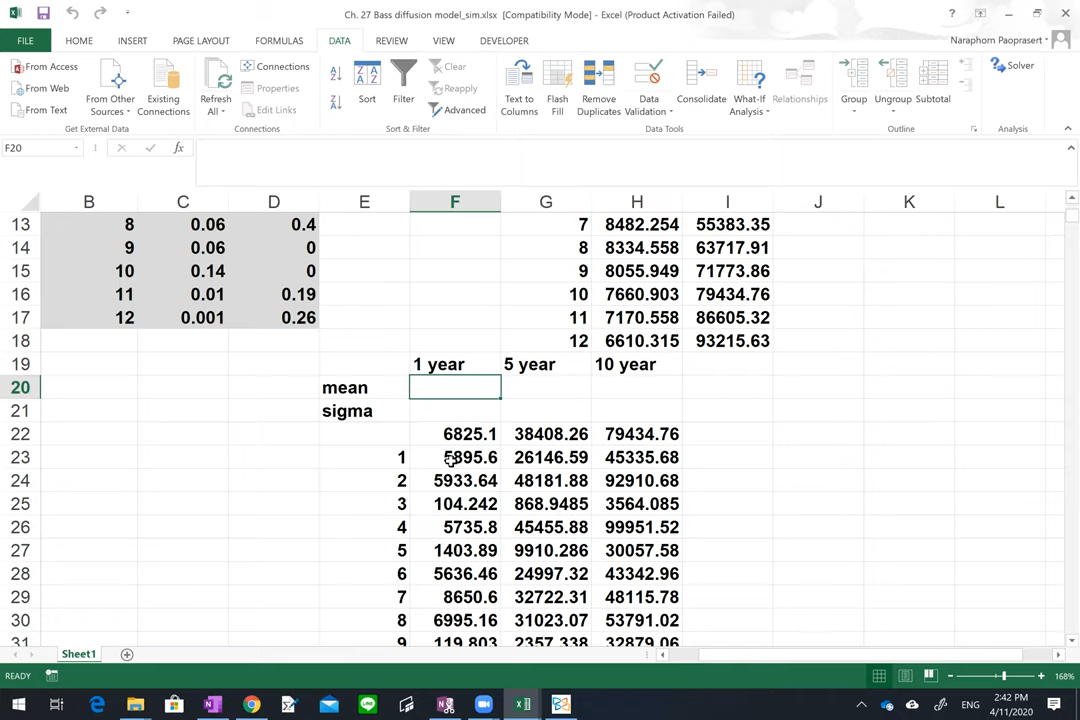 Ch. 27 Bass diffusion model_sim.xlsx [Compatibility Mode] - Excel (Product Activation Failed)
FILE HOME INSERT PAGE LAYOUT FORMULAS DATA REVIEW VIEW DEVELOPER Naraphorn Paoprasert
From Access
From Web
From Text
From Other Sources
Existing Connections
Get External Data
Refresh All
Connections
Properties
Edit Links
Connections
Sort
Filter
Clear
Reapply
Advanced
Sort & Filter
Text to Columns
Flash Fill
Remove Duplicates
Data Validation
Consolidate
What-If Analysis
Relationships
Data Tools
Group
Ungroup
Subtotal
Outline
Solver
Analysis
F20 fx
B C D E F G H I J K L
13 8 0.06 0.4 7 8482.254 55383.35
14 9 0.06 0 8 8334.558 63717.91
15 10 0.14 0 9 8055.949 71773.86
16 11 0.01 0.19 10 7660.903 79434.76
17 12 0.001 0.26 11 7170.558 86605.32
18 12 6610.315 93215.63
19 1 year 5 year 10 year
20 mean
21 sigma
22 6825.1 38408.26 79434.76
23 1 5895.6 26146.59 45335.68
24 2 5933.64 48181.88 92910.68
25 3 104.242 868.9485 3564.085
26 4 5735.8 45455.88 99951.52
27 5 1403.89 9910.286 30057.58
28 6 5636.46 24997.32 43342.96
29 7 8650.6 32722.31 48115.78
30 8 6995.16 31023.07 53791.02
31 9 119.803 2357.338 32879.06
Sheet1
READY 168%
ENG 2:42 PM
4/11/2020